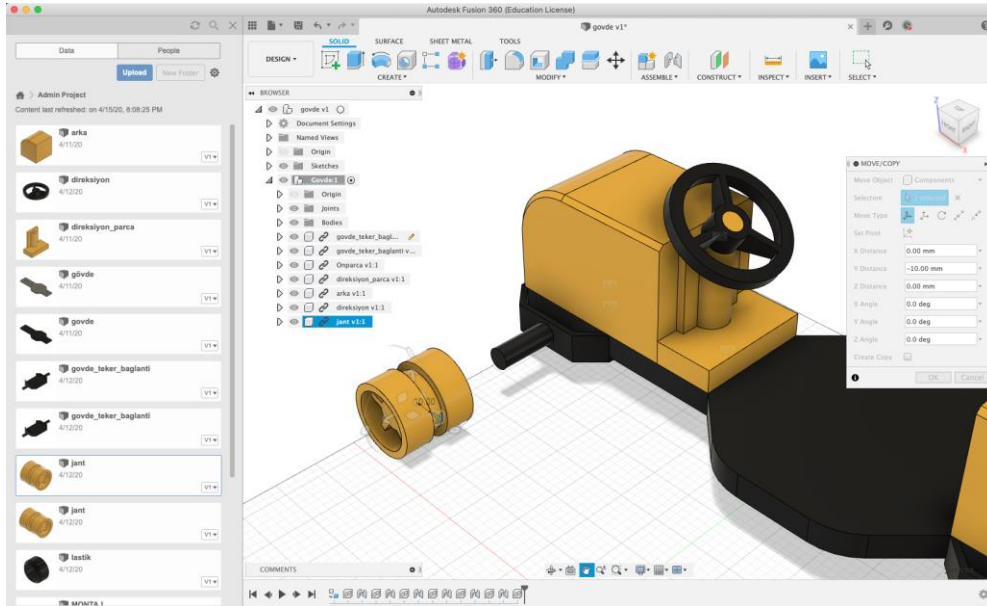 Autodesk Fusion 360 (Education License)
govde v1*
Data
People
Upload
New Folder
Admin Project
Content last refreshed: on 4/15/20, 8:08:25 PM
arka
4/11/20
V1
direksiyon
4/12/20
V1
direksiyon_parca
4/11/20
V1
gövde
4/11/20
V1
govde
4/11/20
V1
govde_teker_baglanti
4/12/20
V1
govde_teker_baglanti
4/12/20
V1
jant
4/12/20
V1
jant
4/12/20
V1
lastik
4/12/20
V1
SOLID
SURFACE
SHEET METAL
TOOLS
DESIGN
CREATE
MODIFY
ASSEMBLE
CONSTRUCT
INSPECT
INSERT
SELECT
BROWSER
govde v1
Document Settings
Named Views
Origin
Sketches
Govde:1
Origin
Joints
Bodies
govde_teker_bagl...
govde_teker_baglanti v...
Onparca v1:1
direksiyon_parca v1:1
arka v1:1
direksiyon v1:1
jant v1:1
Z
TOP
FRONT
RIGHT
X
MOVE/COPY
Move Object
Components
Selection
1 selected
Move Type
Set Pivot
X Distance
0.00 mm
Y Distance
-10.00 mm
Z Distance
0.00 mm
X Angle
0.0 deg
Y Angle
0.0 deg
Z Angle
0.0 deg
Create Copy
OK
Cancel
COMMENTS